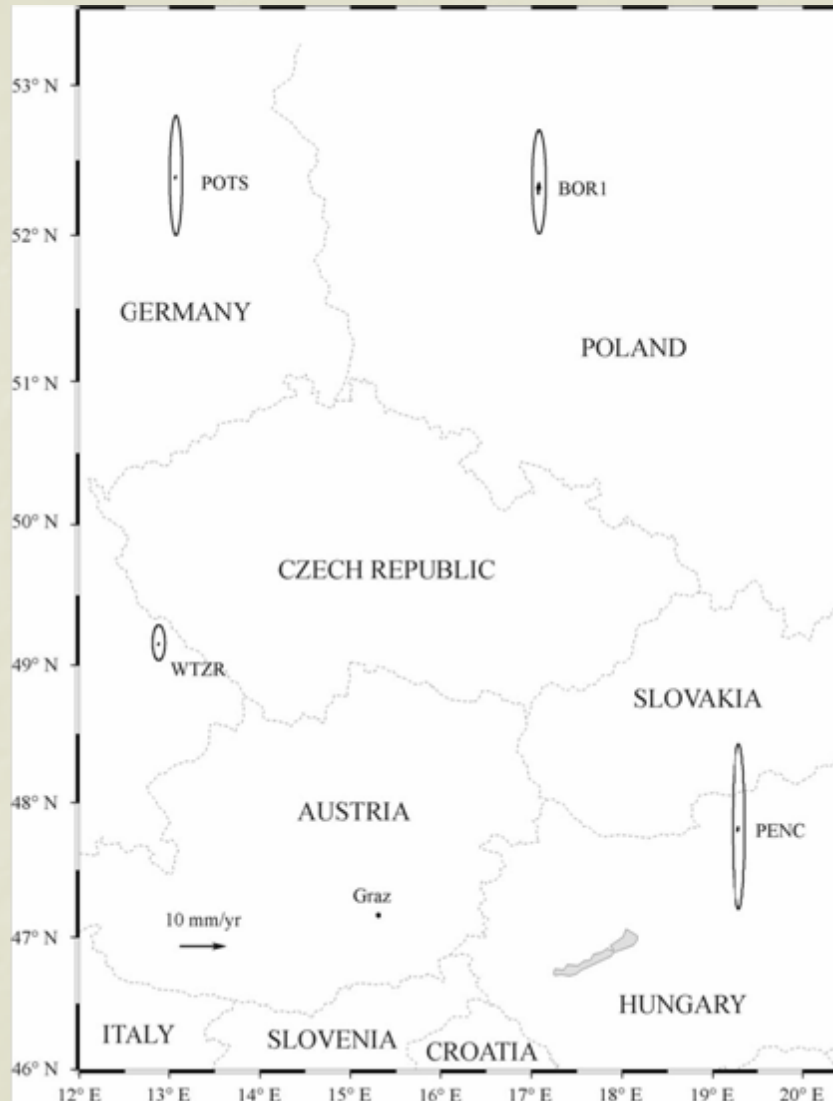 53° N
POTS
BOR1
52° N
GERMANY
POLAND
51° N
50° N
CZECH REPUBLIC
49° N
WTZR
SLOVAKIA
48° N
AUSTRIA
PENC
Graz
10 mm/yr
47° N
HUNGARY
ITALY
SLOVENIA
CROATIA
46° N
12° E 13° E 14° E 15° E 16° E 17° E 18° E 19° E 20° E